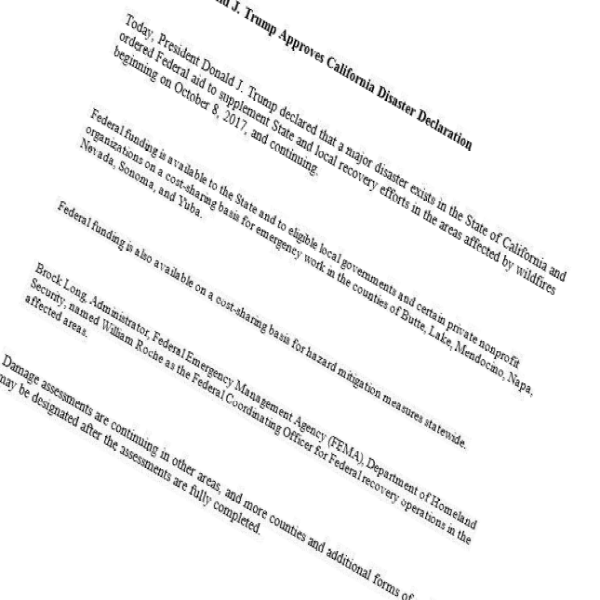 J. Trump Approves California Disaster Declaration
Today, President Donald J. Trump declared that a major disaster exists in the State of California and
ordered Federal aid to supplement State and local recovery efforts in the areas affected by wildfires
beginning on October 8, 2017, and continuing.
Federal funding is available to the State and to eligible local governments and certain private nonprofit
organizations on a cost-sharing basis for emergency work in the counties of Butte, Lake, Mendocino, Napa,
Nevada, Sonoma, and Yuba.
Federal funding is also available on a cost-sharing basis for hazard mitigation measures statewide.
Brock Long, Administrator, Federal Emergency Management Agency (FEMA), Department of Homeland
Security, named William Roche as the Federal Coordinating Officer for Federal recovery operations in the
affected areas.
Damage assessments are continuing in other areas, and more counties and additional forms of
may be designated after the assessments are fully completed.